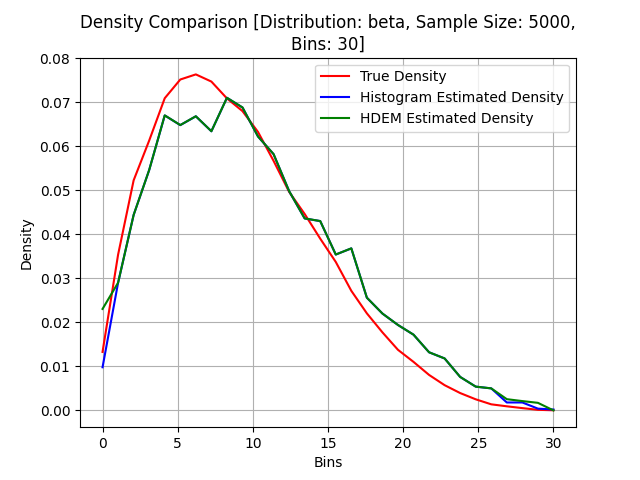 Density Comparison [Distribution: beta, Sample Size: 5000,
Bins: 30]
True Density
Histogram Estimated Density
HDEM Estimated Density
0.08
0.07
0.06
0.05
0.04
0.03
0.02
0.01
0.00
Density
0 5 10 15 20 25 30
Bins